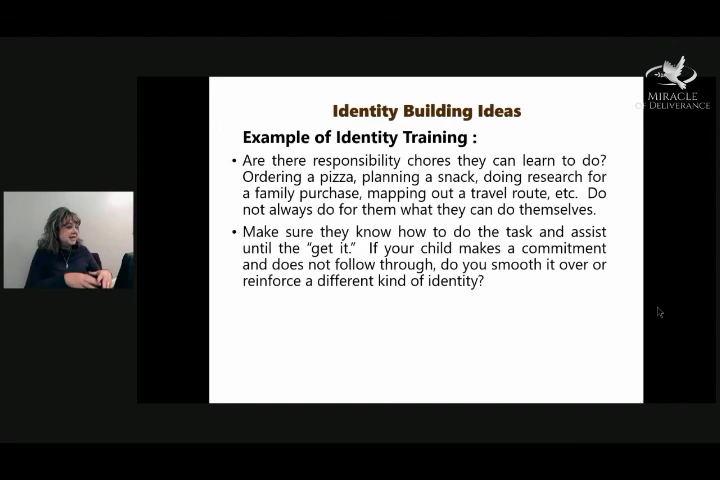 MIRACLE
OF DELIVERANCE
Identity Building Ideas
Example of Identity Training :
• Are there responsibility chores they can learn to do?
Ordering a pizza, planning a snack, doing research for
a family purchase, mapping out a travel route, etc. Do
not always do for them what they can do themselves.
• Make sure they know how to do the task and assist
until the “get it.” If your child makes a commitment
and does not follow through, do you smooth it over or
reinforce a different kind of identity?